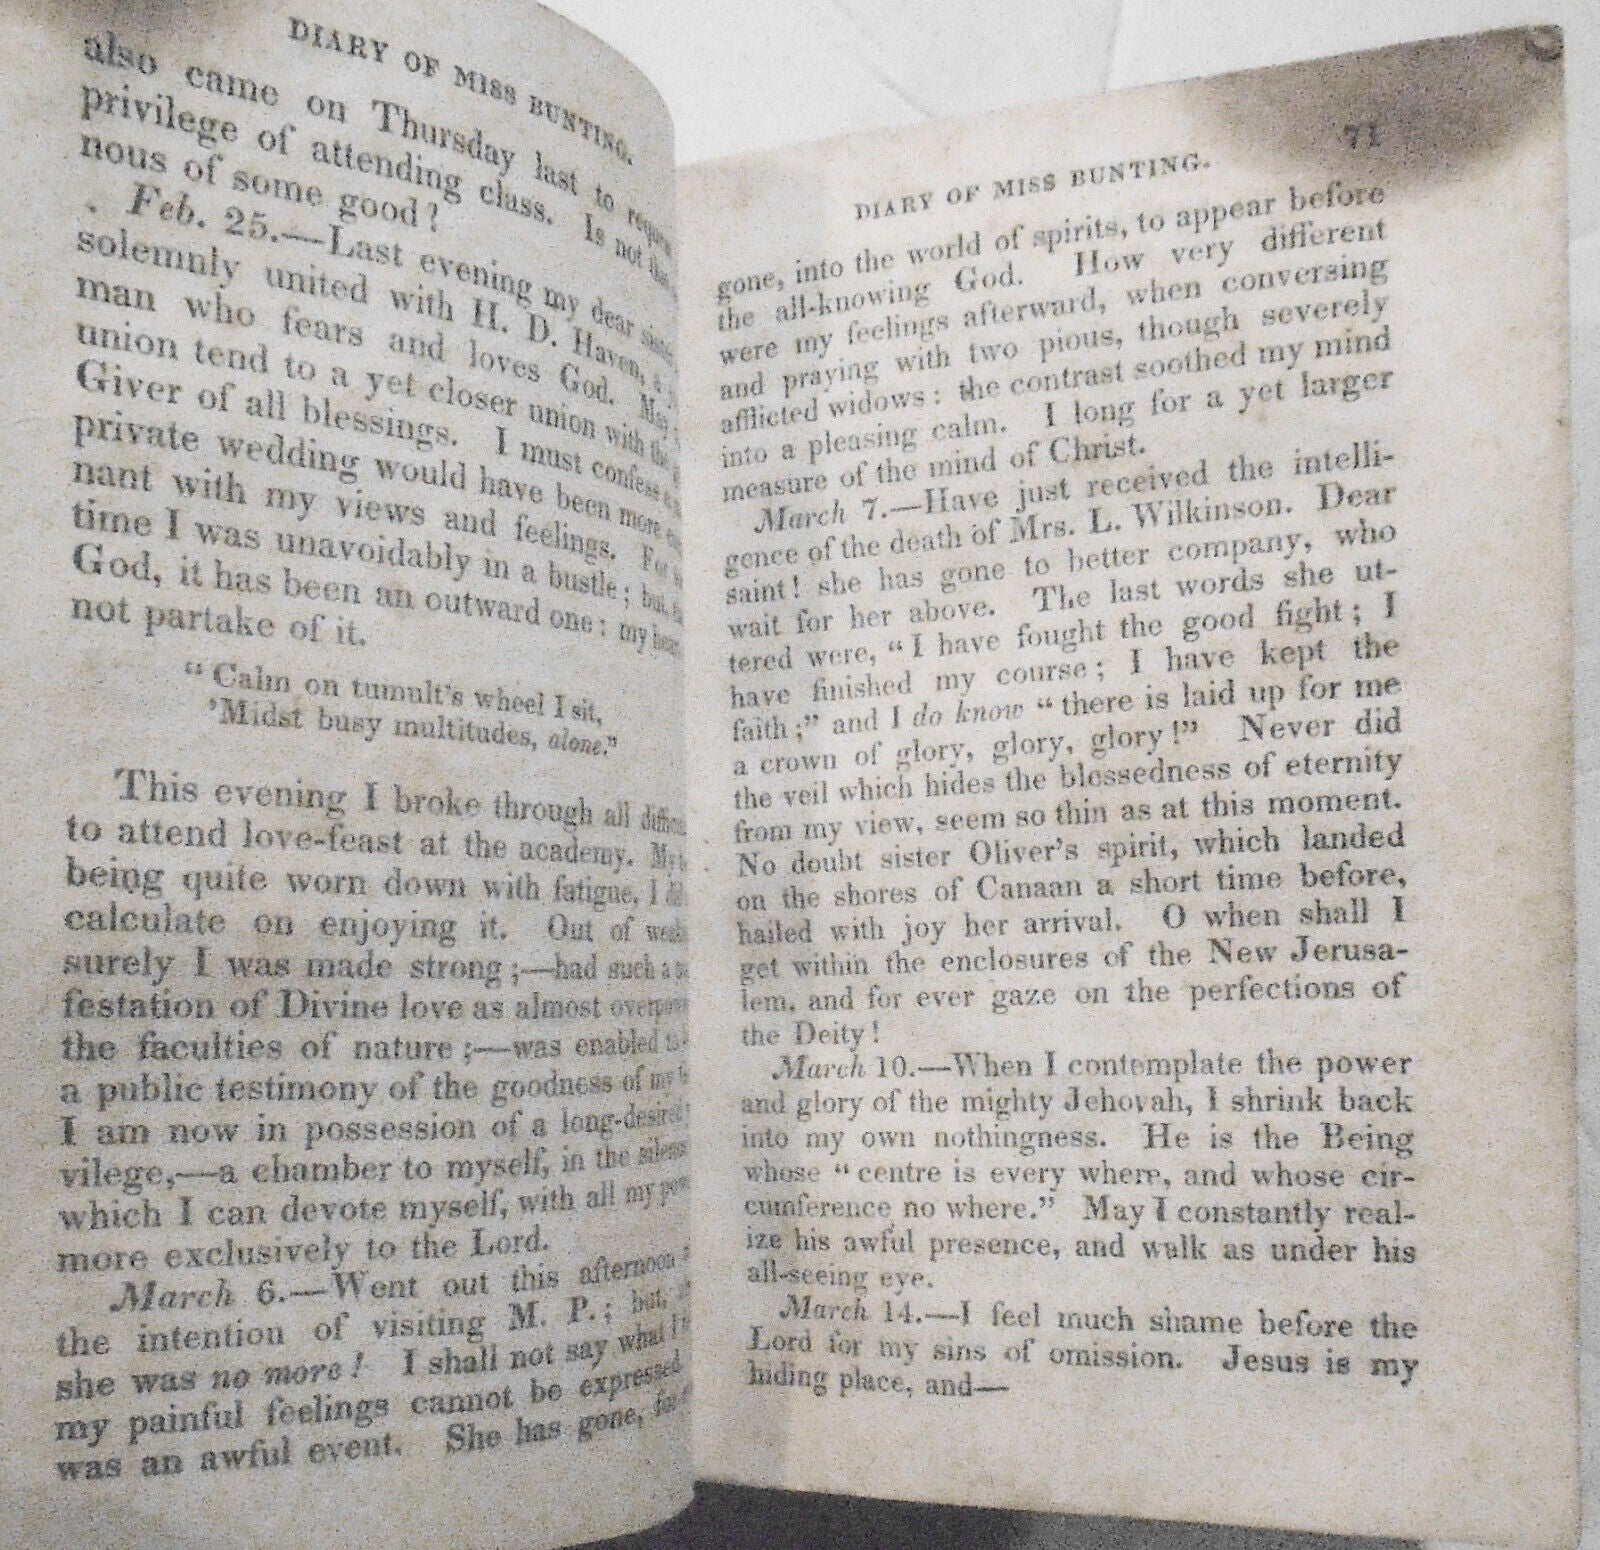 DIARY OF MISS BUNTING.
also came on Thursday last to
privilege of attending class. Is not
nous of some good?
Feb. 25.—Last evening my dear sister
solemnly united with H. D. Haven, a
man who fears and loves God. May
union tend to a yet closer union with the
Giver of all blessings. I must confess
private wedding would have been more
nant with my views and feelings. For
time I was unavoidably in a bustle; but,
God, it has been an outward one: my
not partake of it.
"Calm on tumult's wheel I sit,
'Midst busy multitudes, alone."
This evening I broke through all
to attend love-feast at the academy.
being quite worn down with fatigue, I
calculate on enjoying it. Out of
surely I was made strong;—had such a
festation of Divine love as almost
the faculties of nature;—was enabled
a public testimony of the goodness of my
I am now in possession of a long-desired
vilege,—a chamber to myself, in the
which I can devote myself, with all my
more exclusively to the Lord.
March 6.—Went out this afternoon
the intention of visiting M. P.; but,
she was no more! I shall not say what I
my painful feelings cannot be expressed
was an awful event. She has gone,
DIARY OF MISS BUNTING. 71
gone, into the world of spirits, to appear before
the all-knowing God. How very different
were my feelings afterward, when conversing
and praying with two pious, though severely
afflicted widows: the contrast soothed my mind
into a pleasing calm. I long for a yet larger
measure of the mind of Christ.
March 7.—Have just received the intelli-
gence of the death of Mrs. L. Wilkinson. Dear
saint! she has gone to better company, who
wait for her above. The last words she ut-
tered were, "I have fought the good fight; I
have finished my course; I have kept the
faith;" and I do know "there is laid up for me
a crown of glory, glory, glory!" Never did
the veil which hides the blessedness of eternity
from my view, seem so thin as at this moment.
No doubt sister Oliver's spirit, which landed
on the shores of Canaan a short time before,
hailed with joy her arrival. O when shall I
get within the enclosures of the New Jerusa-
lem, and for ever gaze on the perfections of
the Deity!
March 10.—When I contemplate the power
and glory of the mighty Jehovah, I shrink back
into my own nothingness. He is the Being
whose "centre is every where, and whose cir-
cumference no where." May I constantly real-
ize his awful presence, and walk as under his
all-seeing eye.
March 14.—I feel much shame before the
Lord for my sins of omission. Jesus is my
hiding place, and—